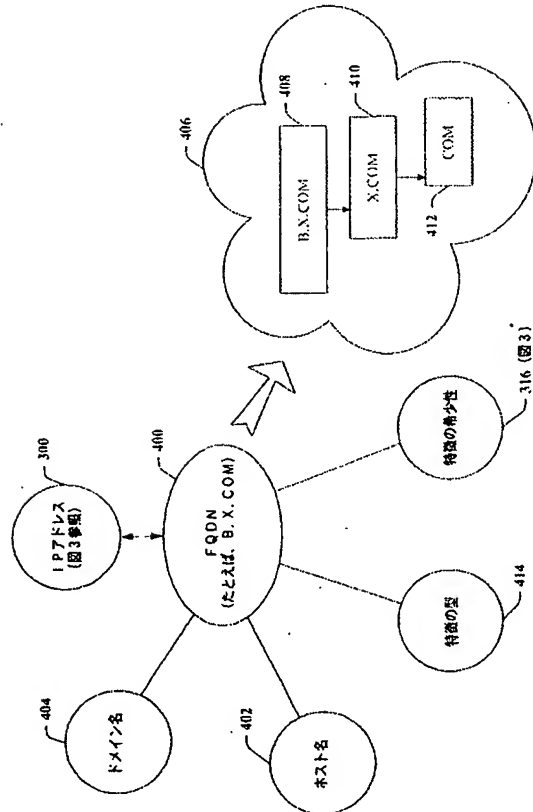 300
IPアドレス
(図3参照)
404
ドメイン名
400
FQDN
(たとえば、B.X.COM)
402
ホスト名
414
特徴の型
特徴の希少性
316 (図3)
406
408
B.X.COM
410
X.COM
COM
412